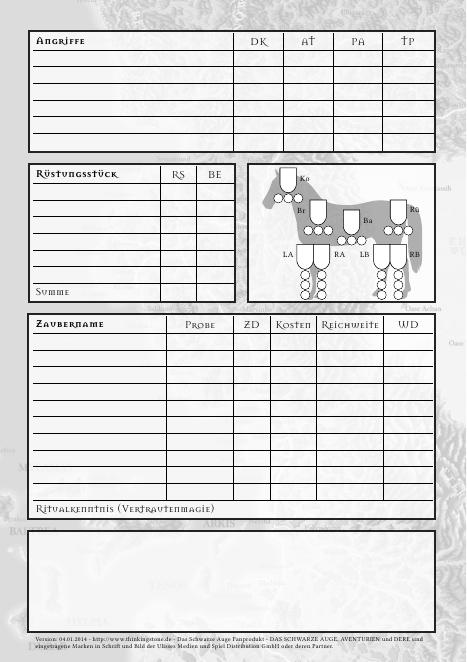 Angriffe DK AT PA TP
Rüstungsstück RS BE
Summe
Ko
Br
Ba
Rü
LA RA LB RB
Zaubername Probe ZD Kosten Reichweite WD
Ritualkenntnis (Vertrautenmagie)
Version: 04.01.2014 - http://www.thinkingstone.de - Das Schwarze Auge Fanprodukt - DAS SCHWARZE AUGE, AVENTURIEN und DERE sind
eingetragene Marken in Schrift und Bild der Ulisses Medien und Spiel Distribution GmbH oder deren Partner.